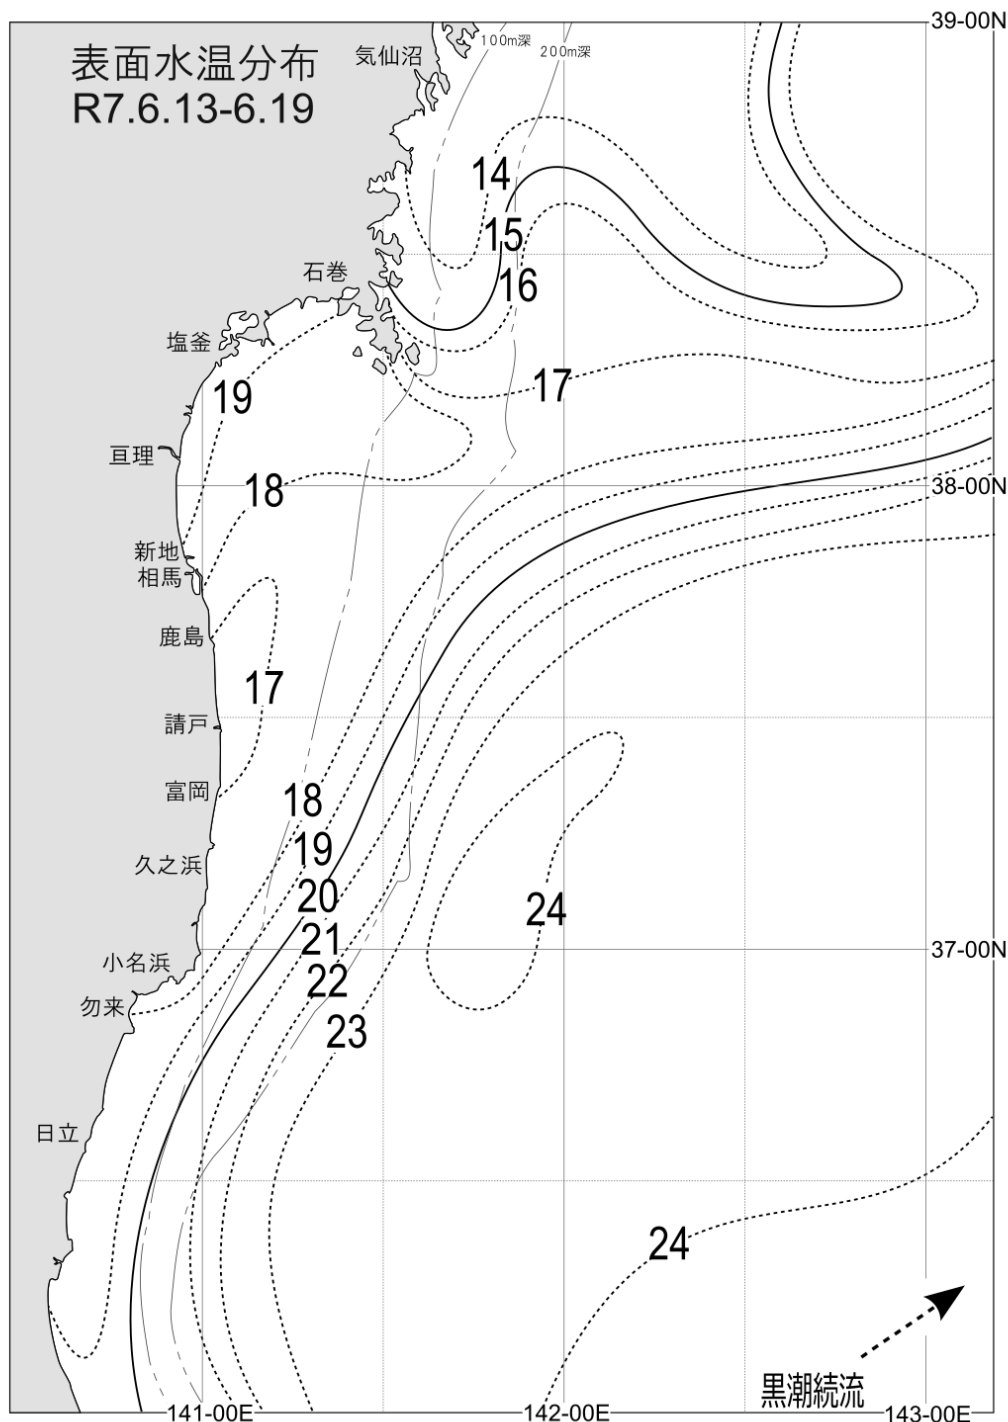 39-00N
表面水温分布
R7.6.13-6.19
気仙沼
100m深
200m深
14
15
16
石巻
塩釜
17
19
亘理
38-00N
18
新地
相馬
鹿島
17
請戸
富岡
18
19
久之浜
20
24
21
37-00N
小名浜
22
勿来
23
日立
24
黒潮続流
141-00E
142-00E
143-00E